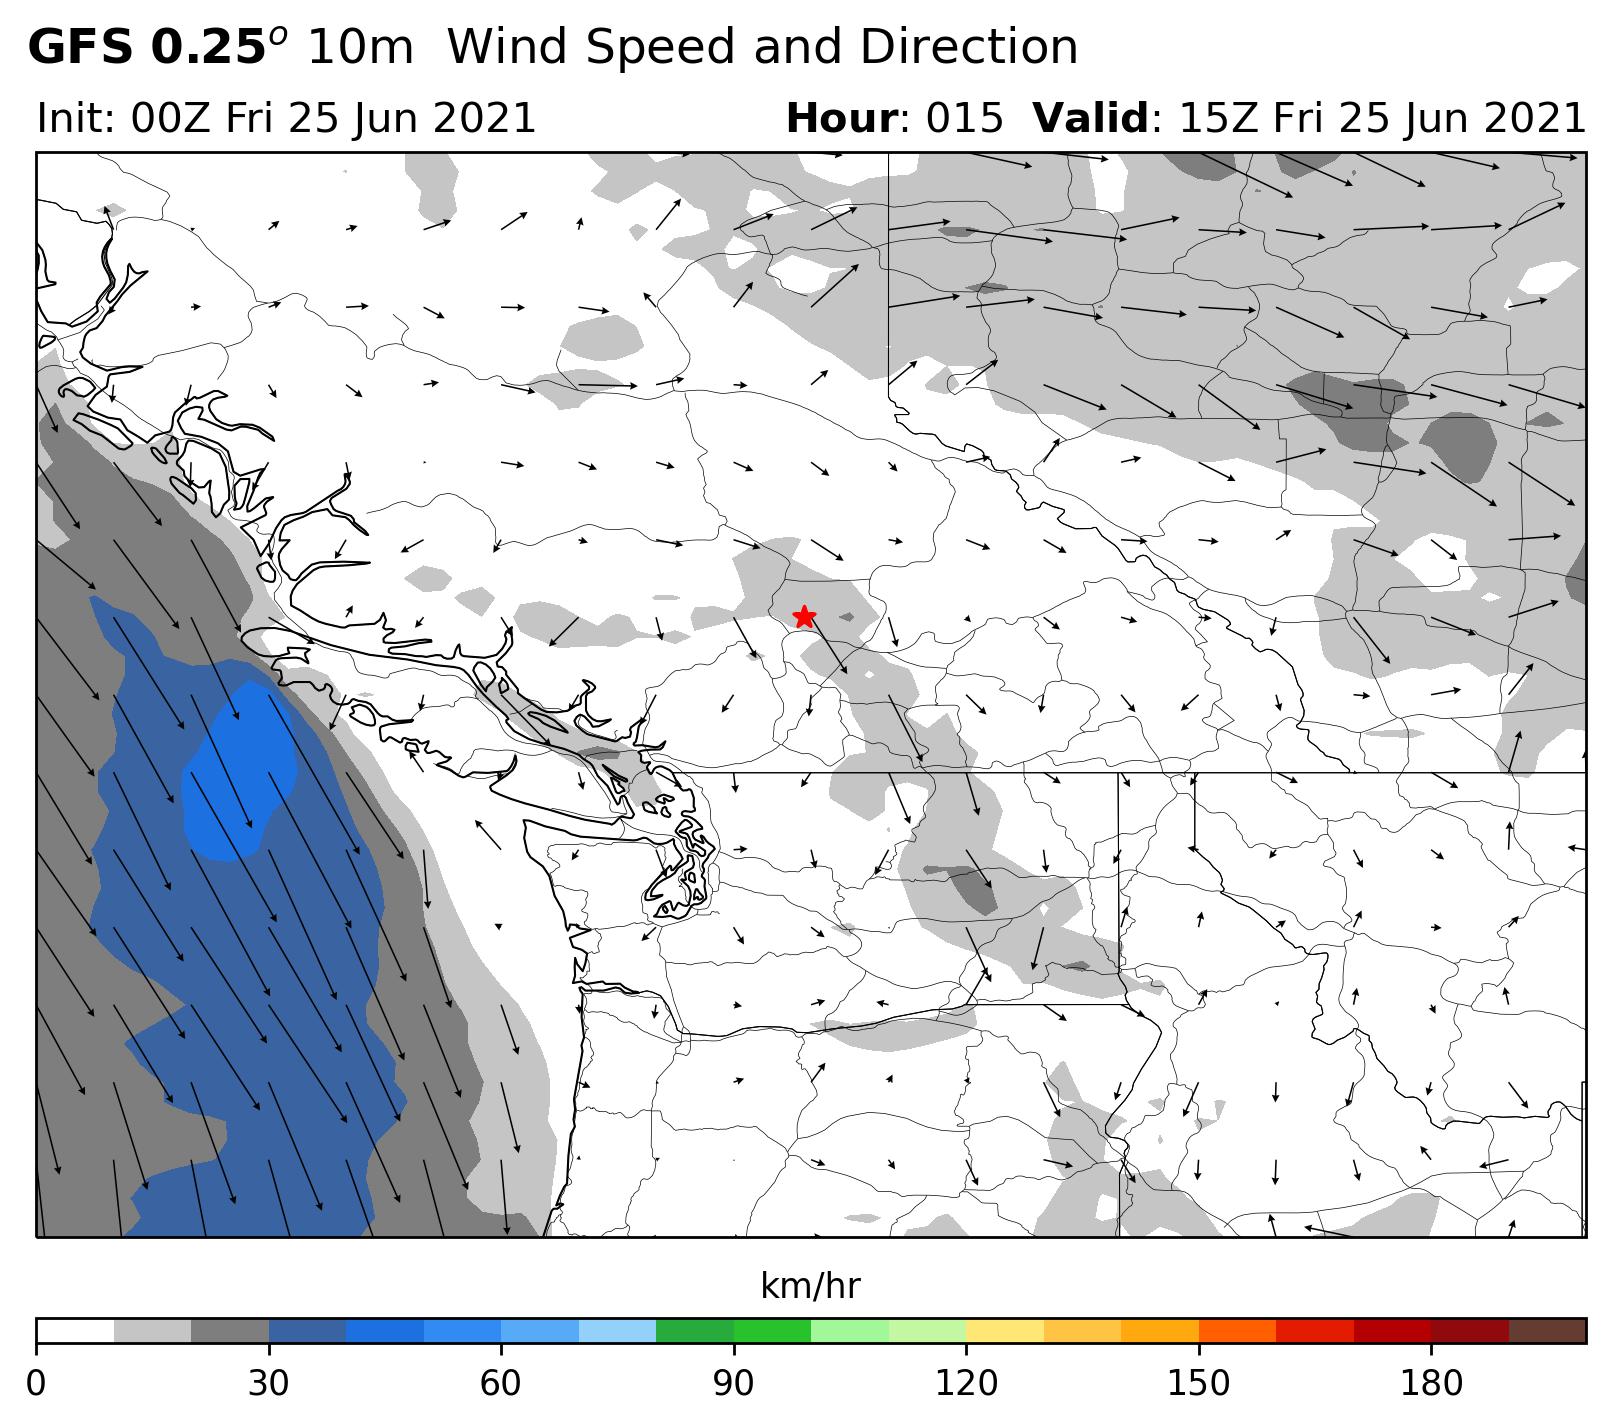 GFS 0.25o 10m Wind Speed and Direction
Init: 00Z Fri 25 Jun 2021 Hour: 015 Valid: 15Z Fri 25 Jun 2021
km/hr
0 30 60 90 120 150 180